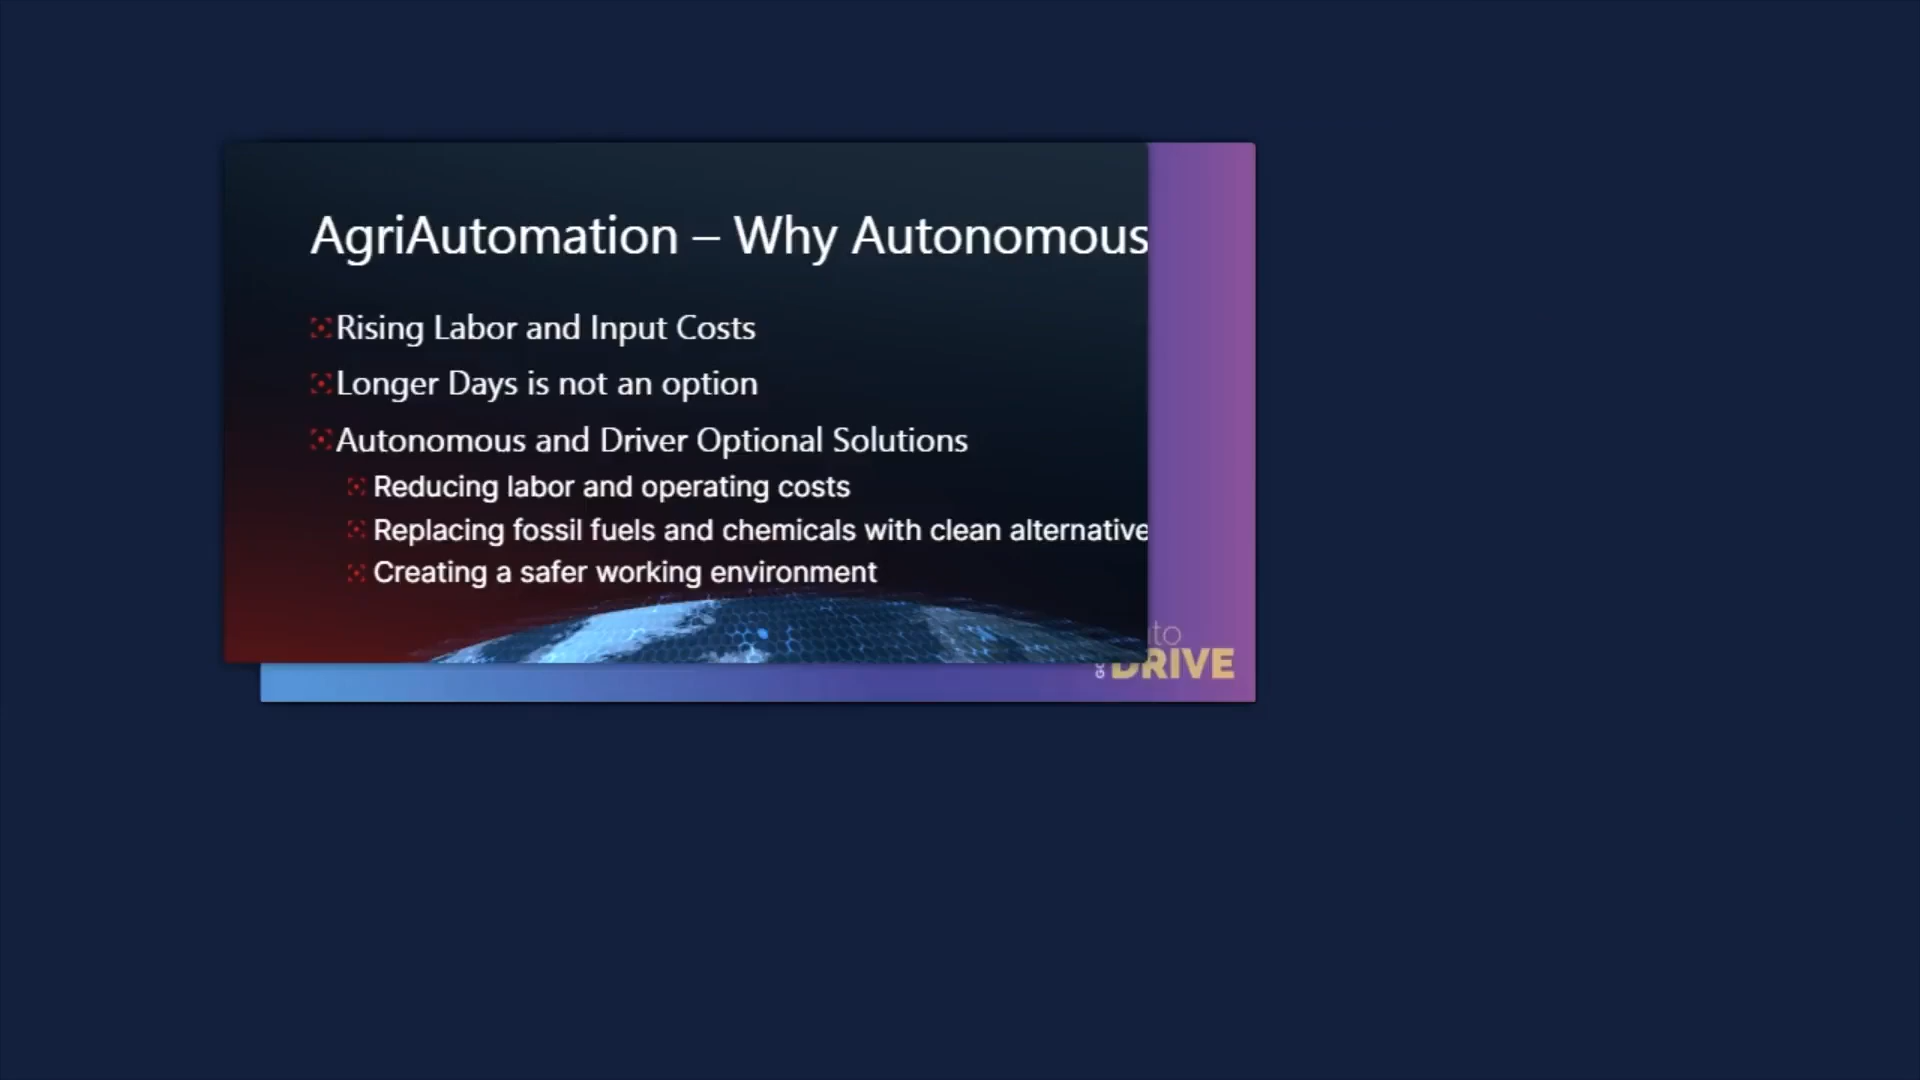 AgriAutomation – Why Autonomous
Rising Labor and Input Costs
Longer Days is not an option
Autonomous and Driver Optional Solutions
Reducing labor and operating costs
Replacing fossil fuels and chemicals with clean alternative
Creating a safer working environment
to
DRIVE